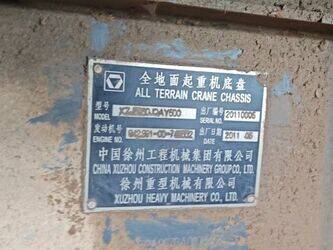 全地面起重机底盘
ALL TERRAIN CRANE CHASSIS
型号 MODEL 出厂编号 SERIAL NO. 20110005
发动机号 ENGINE NO. 出厂日期 DATE 2011 05
中国徐州工程机械集团有限公司
CHINA XUZHOU CONSTRUCTION MACHINERY GROUP CO., LTD.
徐州重型机械有限公司
XUZHOU HEAVY MACHINERY CO., LTD.